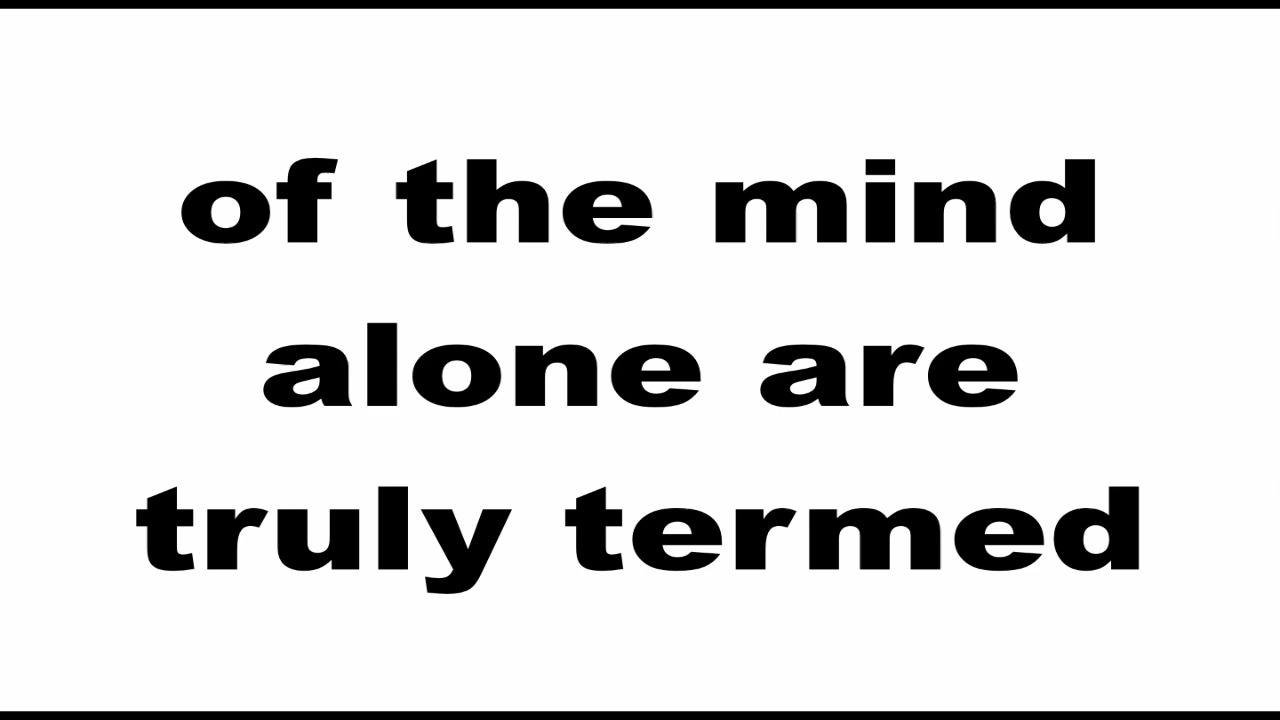 of the mind
alone are
truly termed